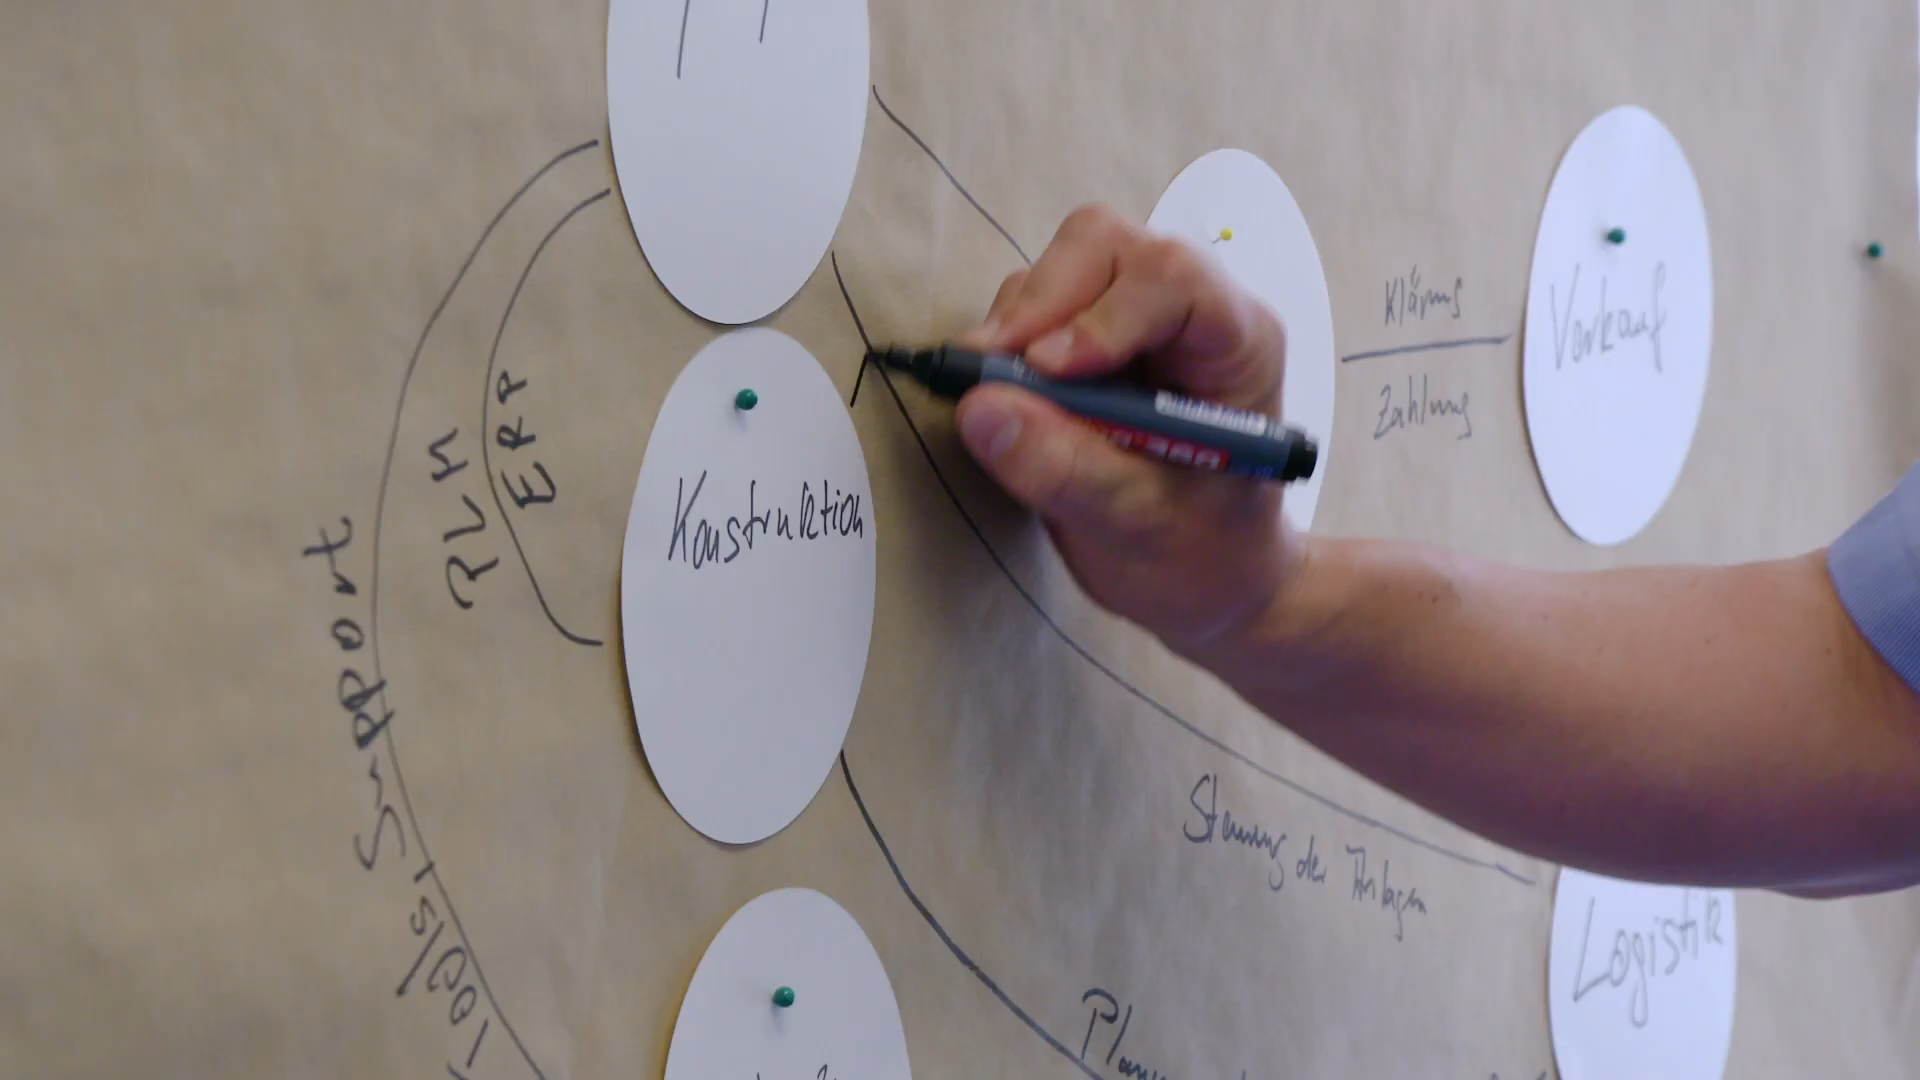 Klärung
Verkauf
Zahlung
ERP
PLM
Konstruktion
Support
Tools,
Steuerung der Anlagen
Logistik